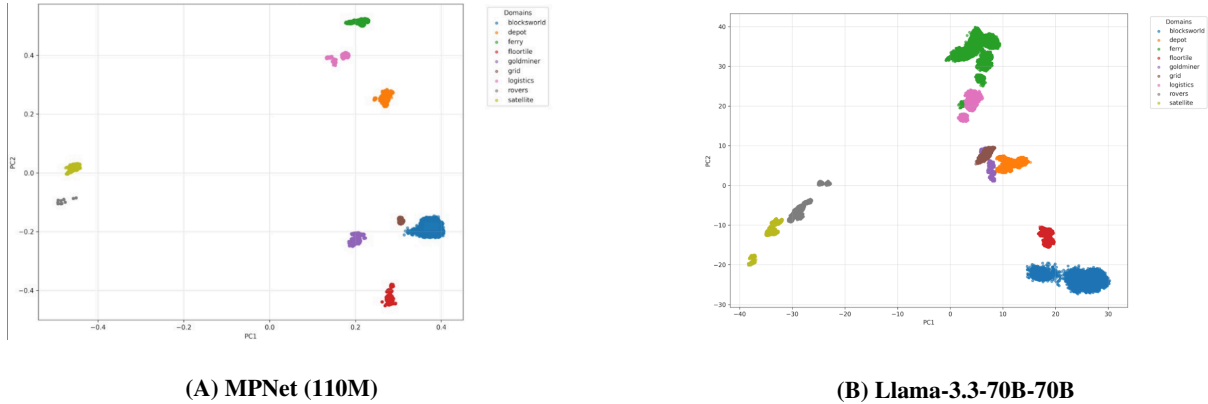 Domains
blocksworld
depot
ferry
floortile
goldminer
grid
logistics
rovers
satellite
PC2
0.4
0.2
0.0
−0.2
−0.4
−0.4
−0.2
0.0
0.2
0.4
PC1
(A) MPNet (110M)
Domains
blocksworld
depot
ferry
floortile
goldminer
grid
logistics
rovers
satellite
PC2
40
30
20
10
0
−10
−20
−30
−40
−30
−20
−10
0
10
20
30
PC1
(B) Llama-3.3-70B-70B